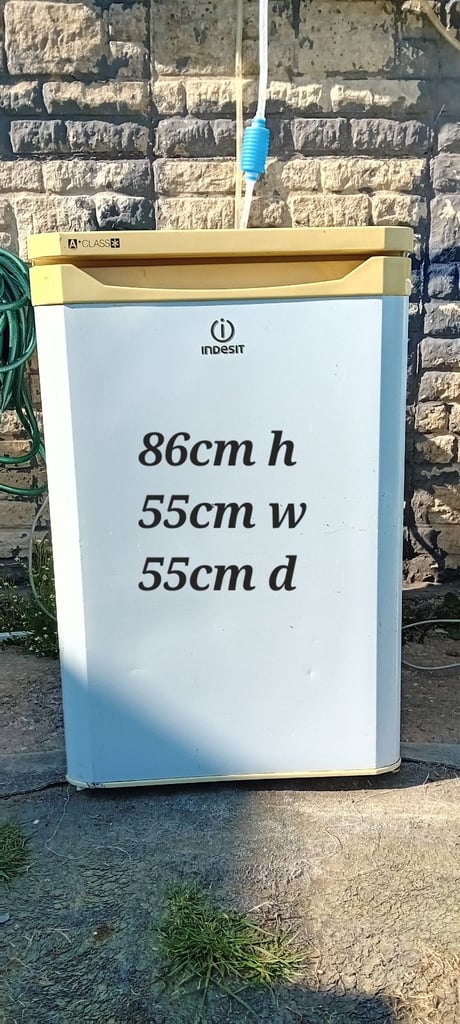 A+ CLASS
INDESIT
86cm h
55cm w
55cm d